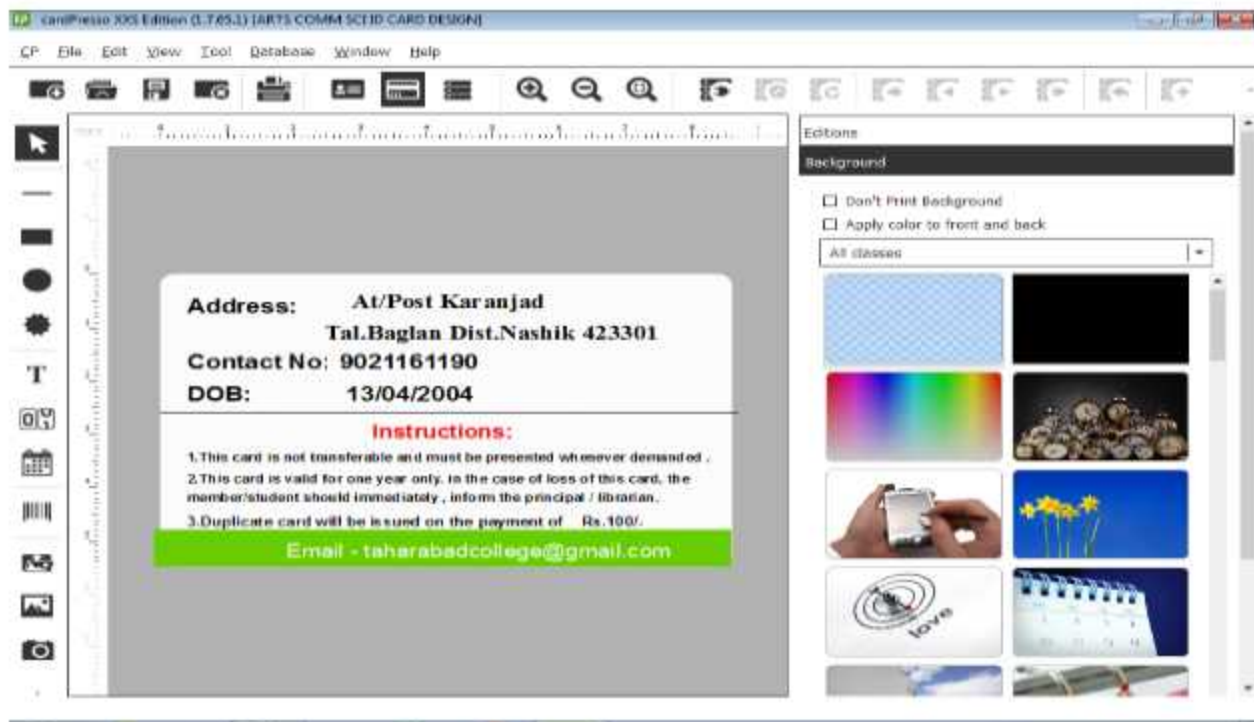 cardPresso XXS Edition (1.7.65.1) [ARTS COMM SCI ID CARD DESIGN]
CP File Edit View Tool Database Window Help
Editions
Background
Don't Print Background
Apply color to front and back
All classes
T
Address: At/Post Karanjad
Tal.Baglan Dist.Nashik 423301
Contact No: 9021161190
DOB: 13/04/2004
Instructions:
1.This card is not transferable and must be presented whenever demanded .
2.This card is valid for one year only. in the case of loss of this card, the
member/student should immediately , inform the principal / librarian.
3.Duplicate card will be issued on the payment of Rs.100/-
Email - taharabadcollege@gmail.com
love